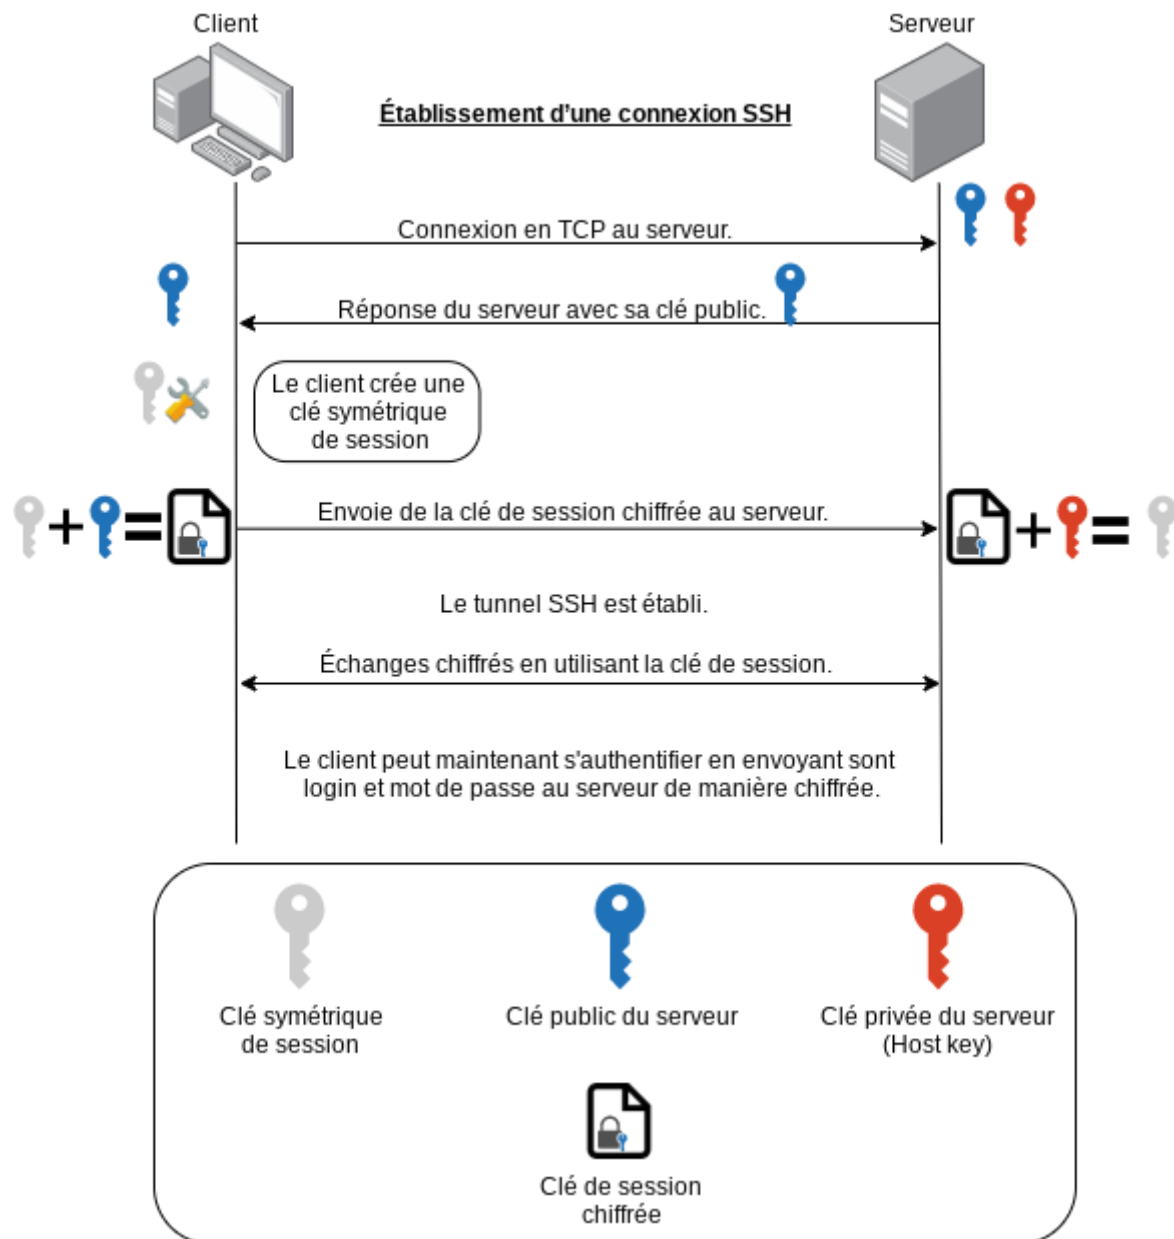 Client
Serveur
Établissement d'une connexion SSH
Connexion en TCP au serveur.
Réponse du serveur avec sa clé public.
Le client crée une
clé symétrique
de session
Envoie de la clé de session chiffrée au serveur.
Le tunnel SSH est établi.
Échanges chiffrés en utilisant la clé de session.
Le client peut maintenant s'authentifier en envoyant sont
login et mot de passe au serveur de manière chiffrée.
Clé symétrique
de session
Clé public du serveur
Clé privée du serveur
(Host key)
Clé de session
chiffrée